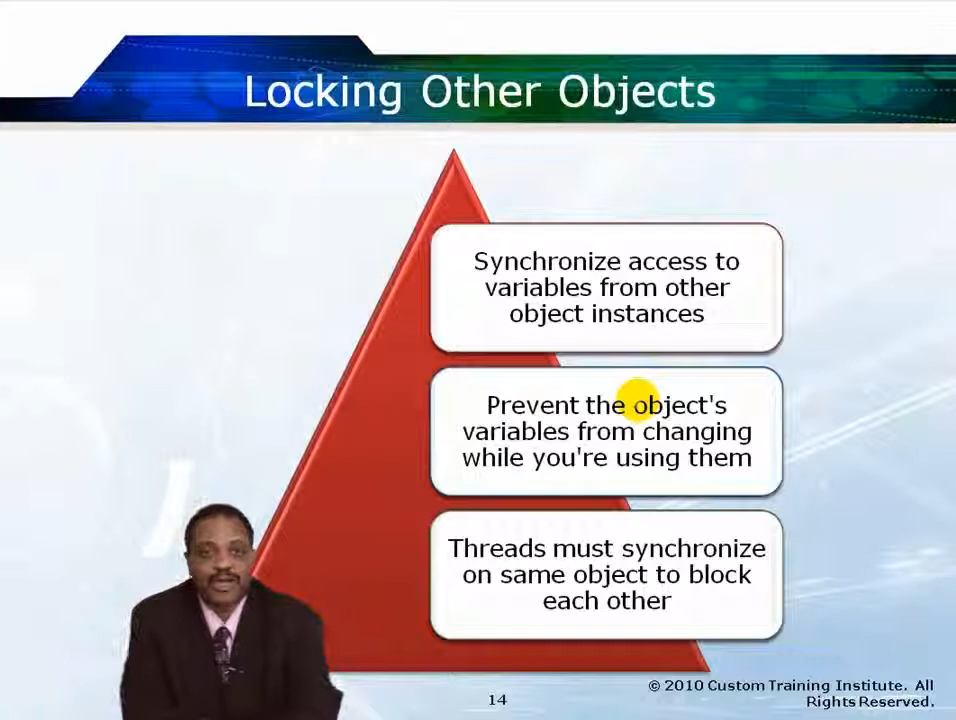 Locking Other Objects
Synchronize access to
variables from other
object instances
Prevent the object's
variables from changing
while you're using them
Threads must synchronize
on same object to block
each other
14
© 2010 Custom Training Institute. All
Rights Reserved.